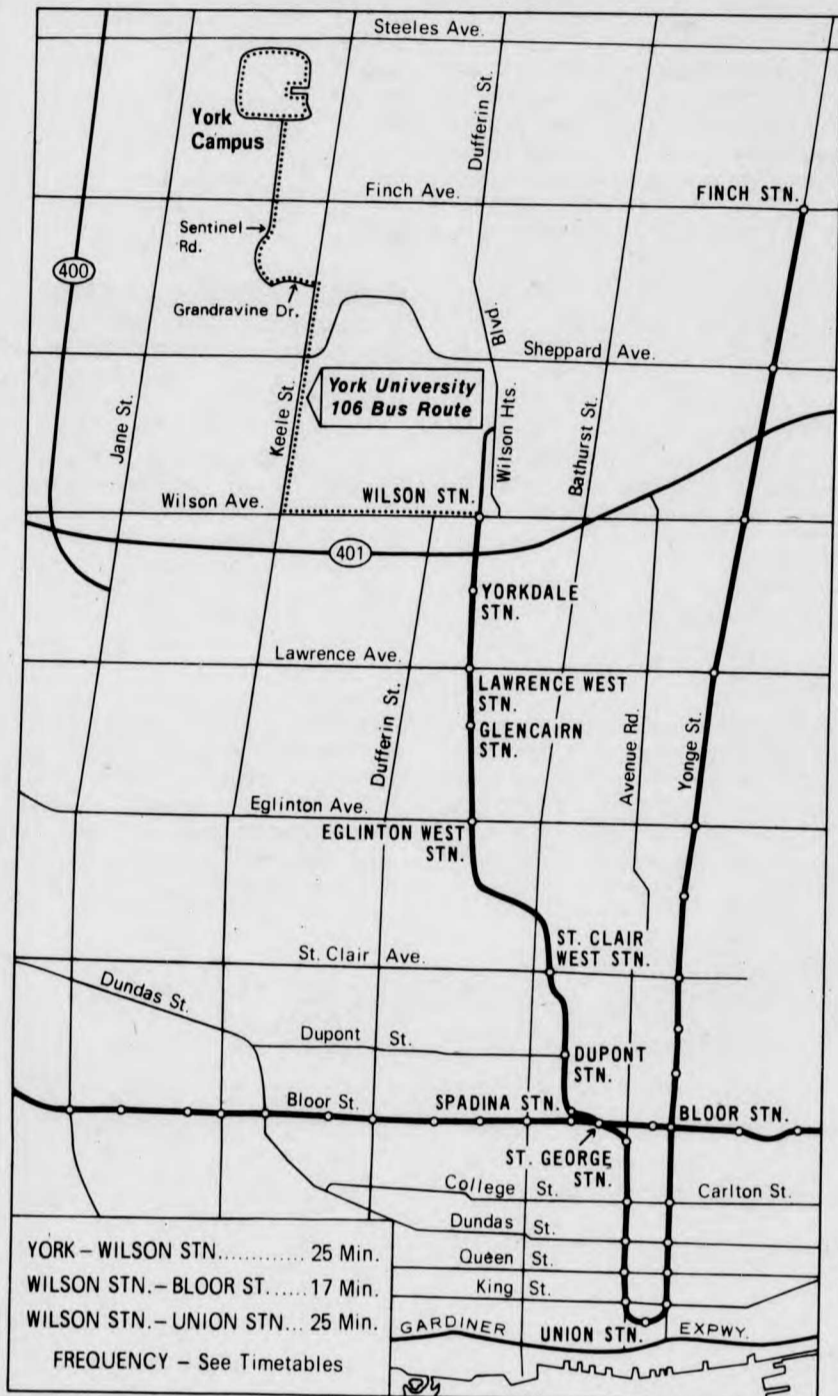 Steeles Ave.
York
Campus
Dufferin St.
Finch Ave.
FINCH STN.
Sentinel
Rd.
400
Grandravine Dr.
Blvd.
Sheppard Ave.
York University
106 Bus Route
Jane St.
Keele St.
Wilson Hts.
Bathurst St.
Wilson Ave.
WILSON STN.
401
YORKDALE
STN.
Lawrence Ave.
LAWRENCE WEST
STN.
GLENCAIRN
STN.
Dufferin St.
Avenue Rd.
Yonge St.
Eglinton Ave.
EGLINTON WEST
STN.
St. Clair Ave.
ST. CLAIR
WEST STN.
Dundas St.
Dupont St.
DUPONT
STN.
Bloor St.
SPADINA STN.
BLOOR STN.
ST. GEORGE
STN.
College St.
Carlton St.
Dundas St.
Queen St.
King St.
GARDINER EXPWY.
UNION STN.
YORK – WILSON STN............. 25 Min.
WILSON STN. – BLOOR ST. ...... 17 Min.
WILSON STN. – UNION STN... 25 Min.
FREQUENCY – See Timetables